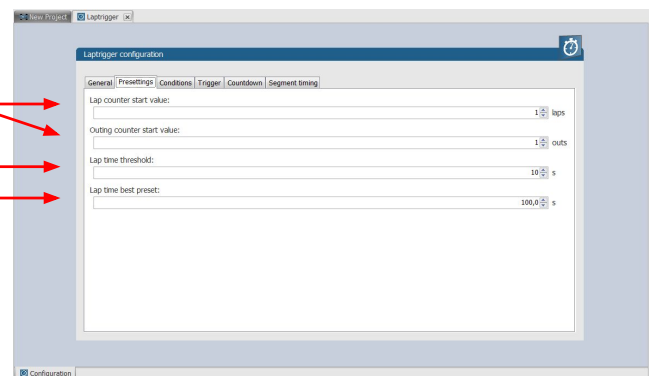 New Project Laptrigger
Laptrigger configuration
General Presettings Conditions Trigger Countdown Segment timing
Lap counter start value:
1 laps
Outing counter start value:
1 outs
Lap time threshold:
10 s
Lap time best preset:
100,0 s
Configuration